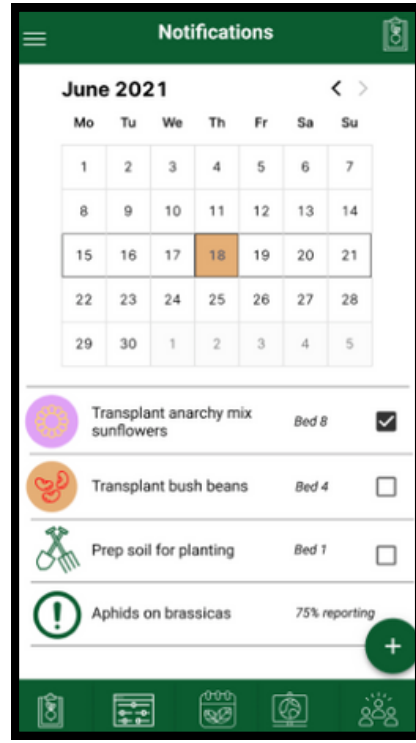 Notifications
June 2021
Mo Tu We Th Fr Sa Su
1 2 3 4 5 6 7
8 9 10 11 12 13 14
15 16 17 18 19 20 21
22 23 24 25 26 27 28
29 30 1 2 3 4 5
Transplant anarchy mix
sunflowers
Bed 8
Transplant bush beans Bed 4
Prep soil for planting Bed 1
Aphids on brassicas 75% reporting